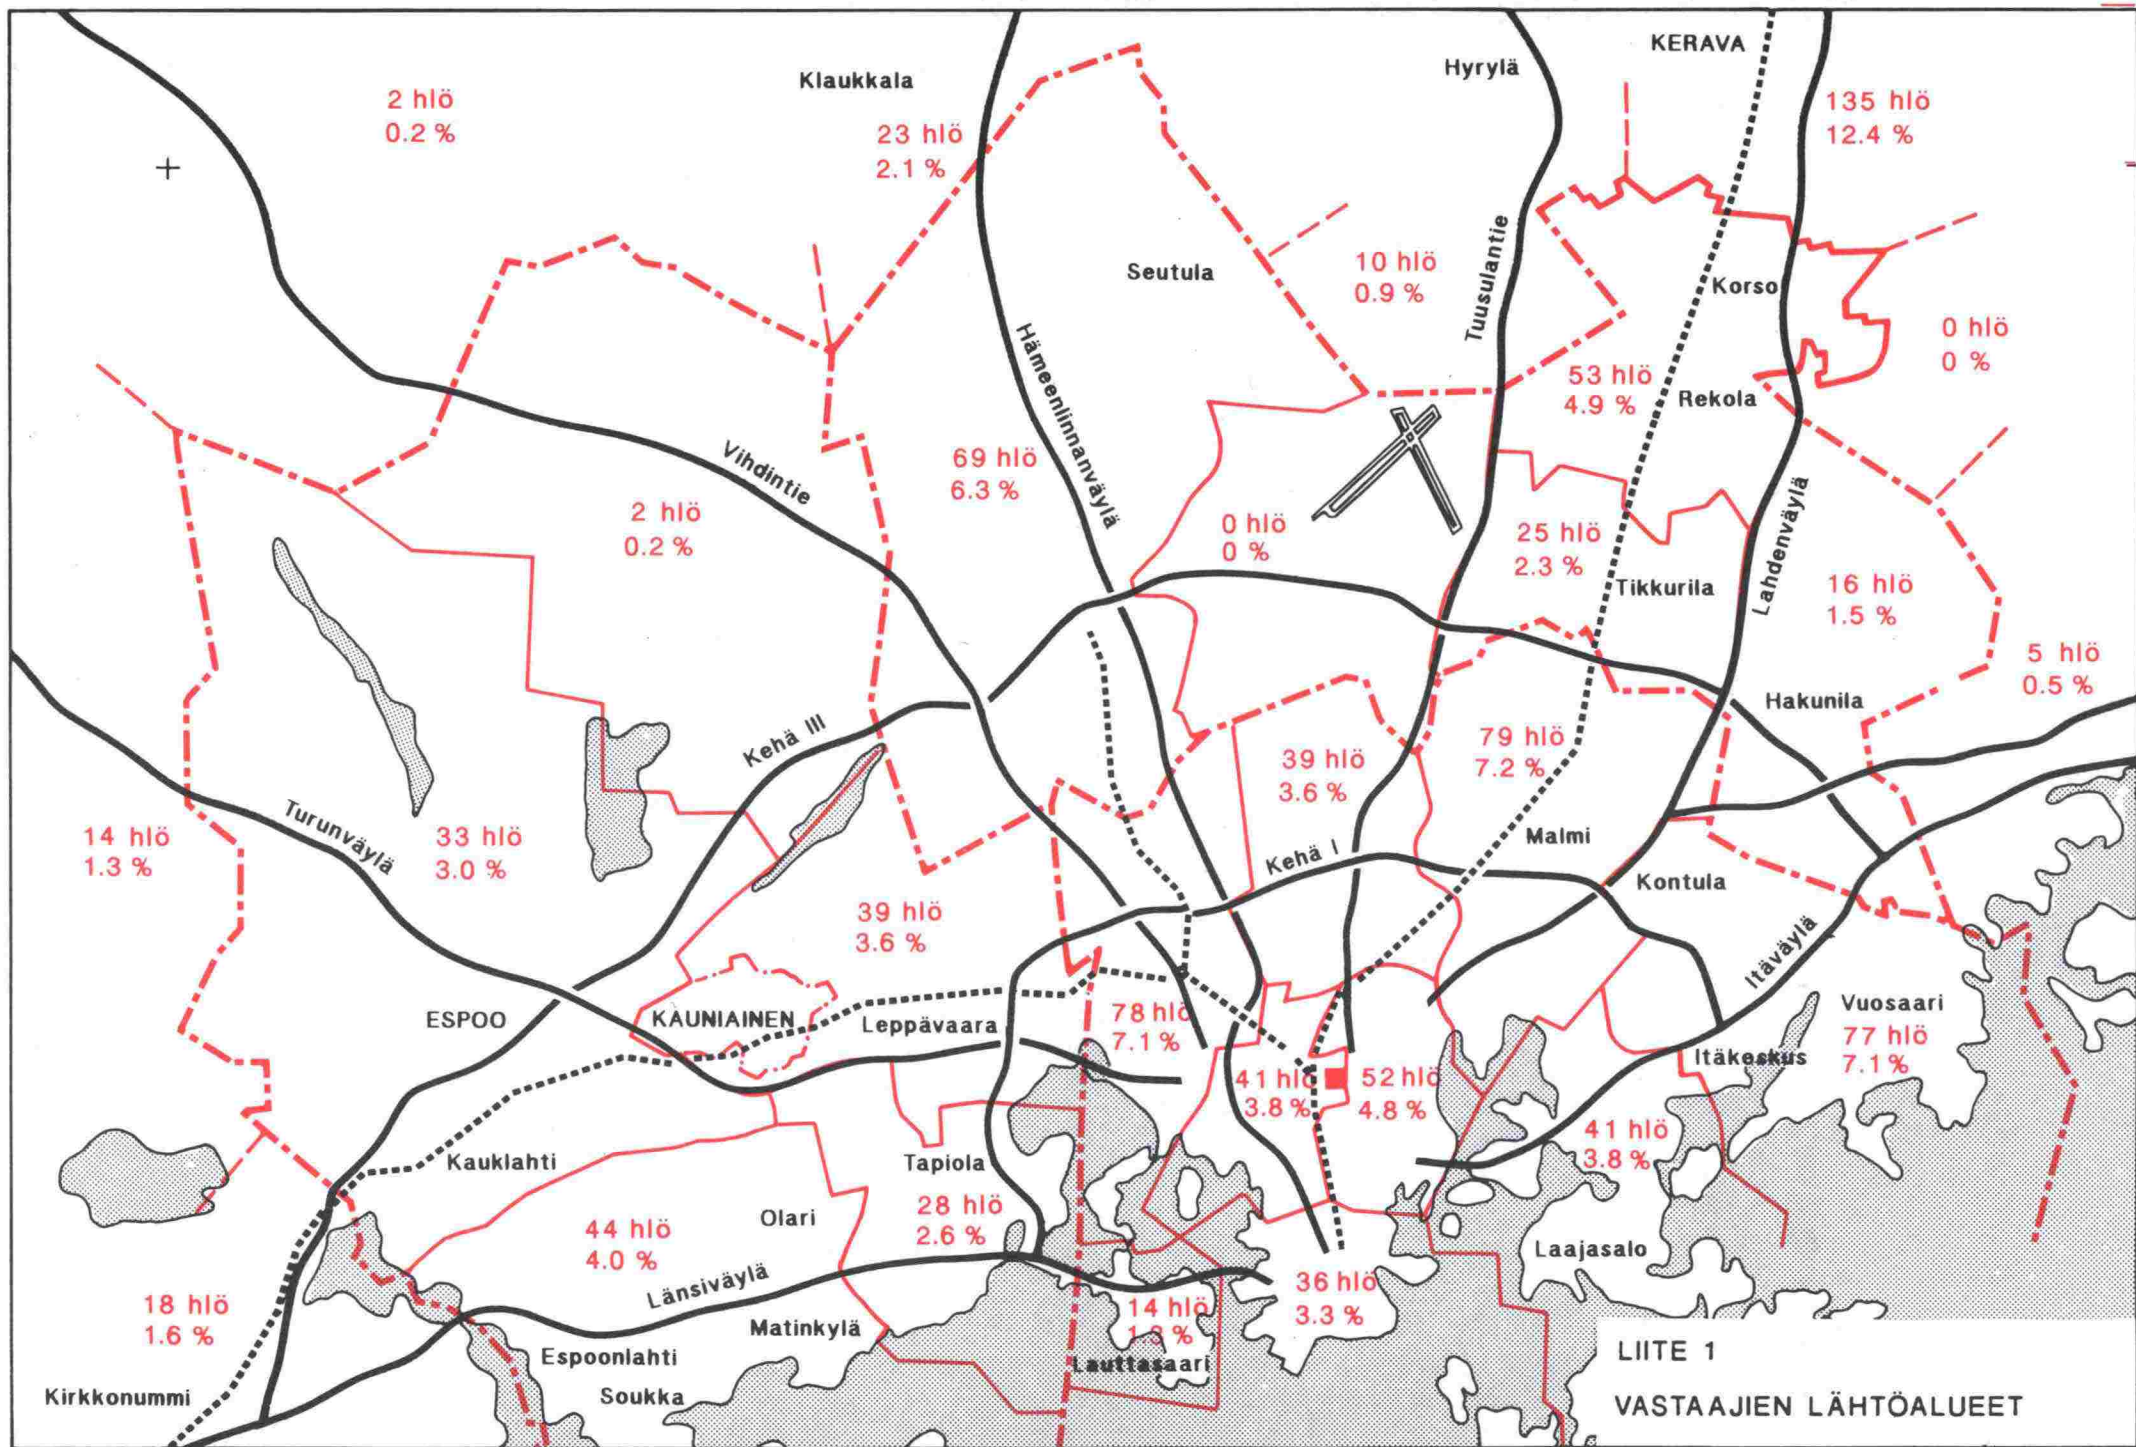 KERAVA
Hyrylä
Klaukkala
2 hlö
0.2 %
135 hlö
12.4 %
23 hlö
2.1 %
Tuusulantie
Seutula
10 hlö
0.9 %
Korso
0 hlö
0 %
Hämeenlinnanväylä
53 hlö
4.9 %
Rekola
Vihdintie
69 hlö
6.3 %
2 hlö
0.2 %
0 hlö
0 %
25 hlö
2.3 %
Tikkurila
Lahdenväylä
16 hlö
1.5 %
5 hlö
0.5 %
Hakunila
Kehä III
39 hlö
3.6 %
79 hlö
7.2 %
Turunväylä
14 hlö
1.3 %
33 hlö
3.0 %
Kehä I
Malmi
Kontula
39 hlö
3.6 %
Itäväylä
ESPOO
KAUNIAINEN
Leppävaara
78 hlö
7.1 %
Vuosaari
77 hlö
7.1 %
Itäkeskus
41 hlö
3.8 %
52 hlö
4.8 %
41 hlö
3.8 %
Kauklahti
Tapiola
28 hlö
2.6 %
Olari
44 hlö
4.0 %
Laajasalo
Länsiväylä
36 hlö
3.3 %
18 hlö
1.6 %
14 hlö
1.3 %
Matinkylä
Lauttasaari
Espoonlahti
Soukka
Kirkkonummi
LIITE 1
VASTAAJIEN LÄHTÖALUEET